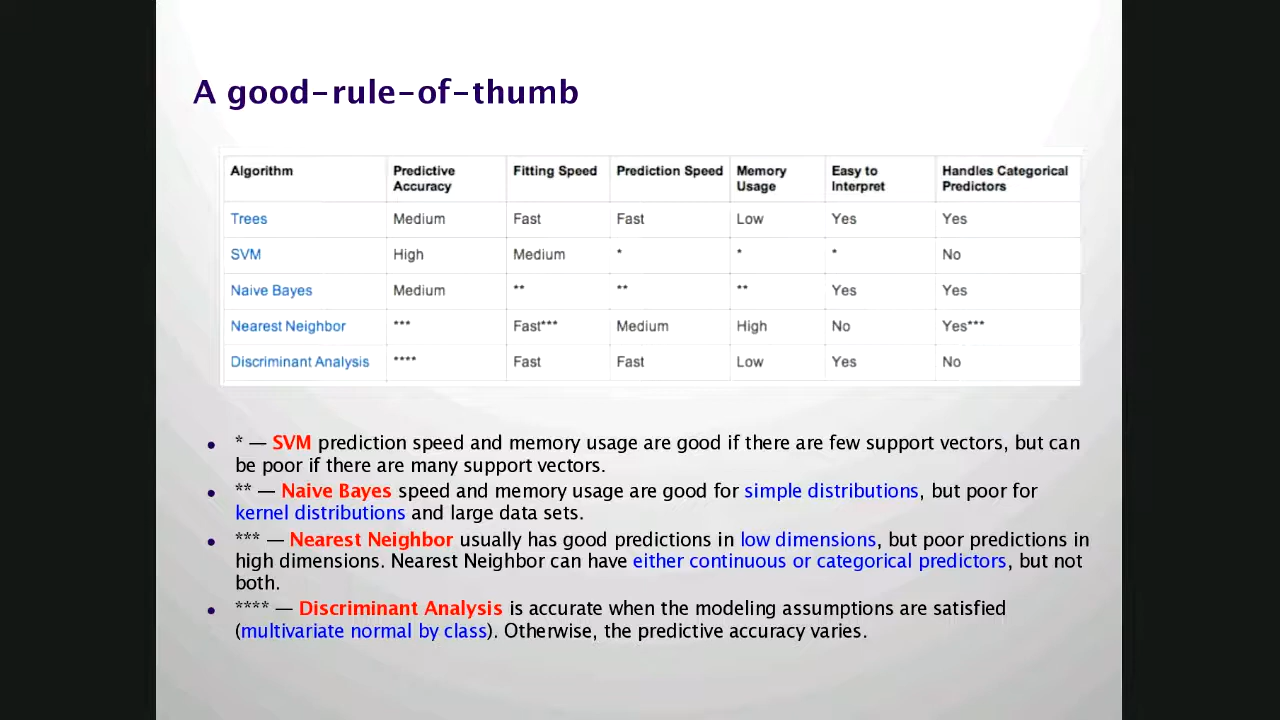 A good-rule-of-thumb
Algorithm Predictive Accuracy Fitting Speed Prediction Speed Memory Usage Easy to Interpret Handles Categorical Predictors
Trees Medium Fast Fast Low Yes Yes
SVM High Medium * * * No
Naive Bayes Medium ** ** ** Yes Yes
Nearest Neighbor *** Fast*** Medium High No Yes***
Discriminant Analysis **** Fast Fast Low Yes No
• * — SVM prediction speed and memory usage are good if there are few support vectors, but can
be poor if there are many support vectors.
• ** — Naive Bayes speed and memory usage are good for simple distributions, but poor for
kernel distributions and large data sets.
• *** — Nearest Neighbor usually has good predictions in low dimensions, but poor predictions in
high dimensions. Nearest Neighbor can have either continuous or categorical predictors, but not
both.
• **** — Discriminant Analysis is accurate when the modeling assumptions are satisfied
(multivariate normal by class). Otherwise, the predictive accuracy varies.